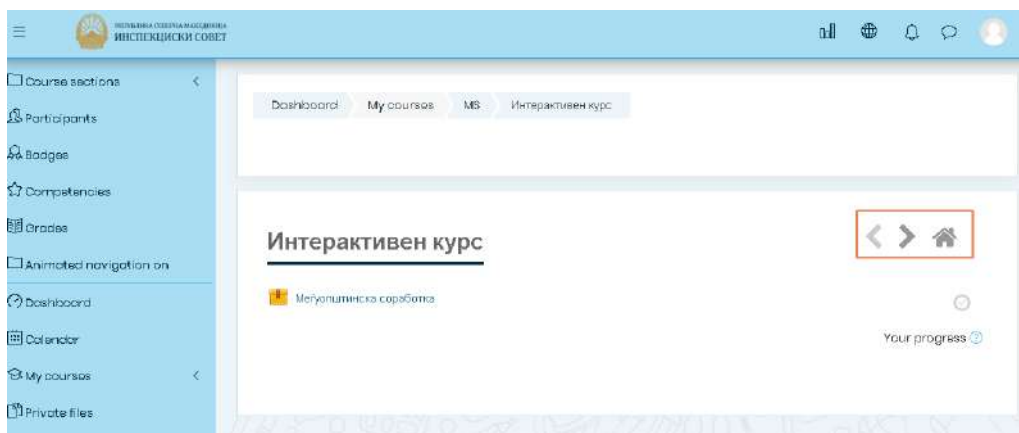 РЕПУБЛИКА СЕВЕРНА МАКЕДОНИЈА
ИНСПЕКЦИСКИ СОВЕТ
Course sections
Participants
Badges
Competencies
Grades
Animated navigation on
Dashboard
Calendar
My courses
Private files
Dashboard My courses MS Интерактивен курс
Интерактивен курс
Меѓуопштинска соработка
Your progress